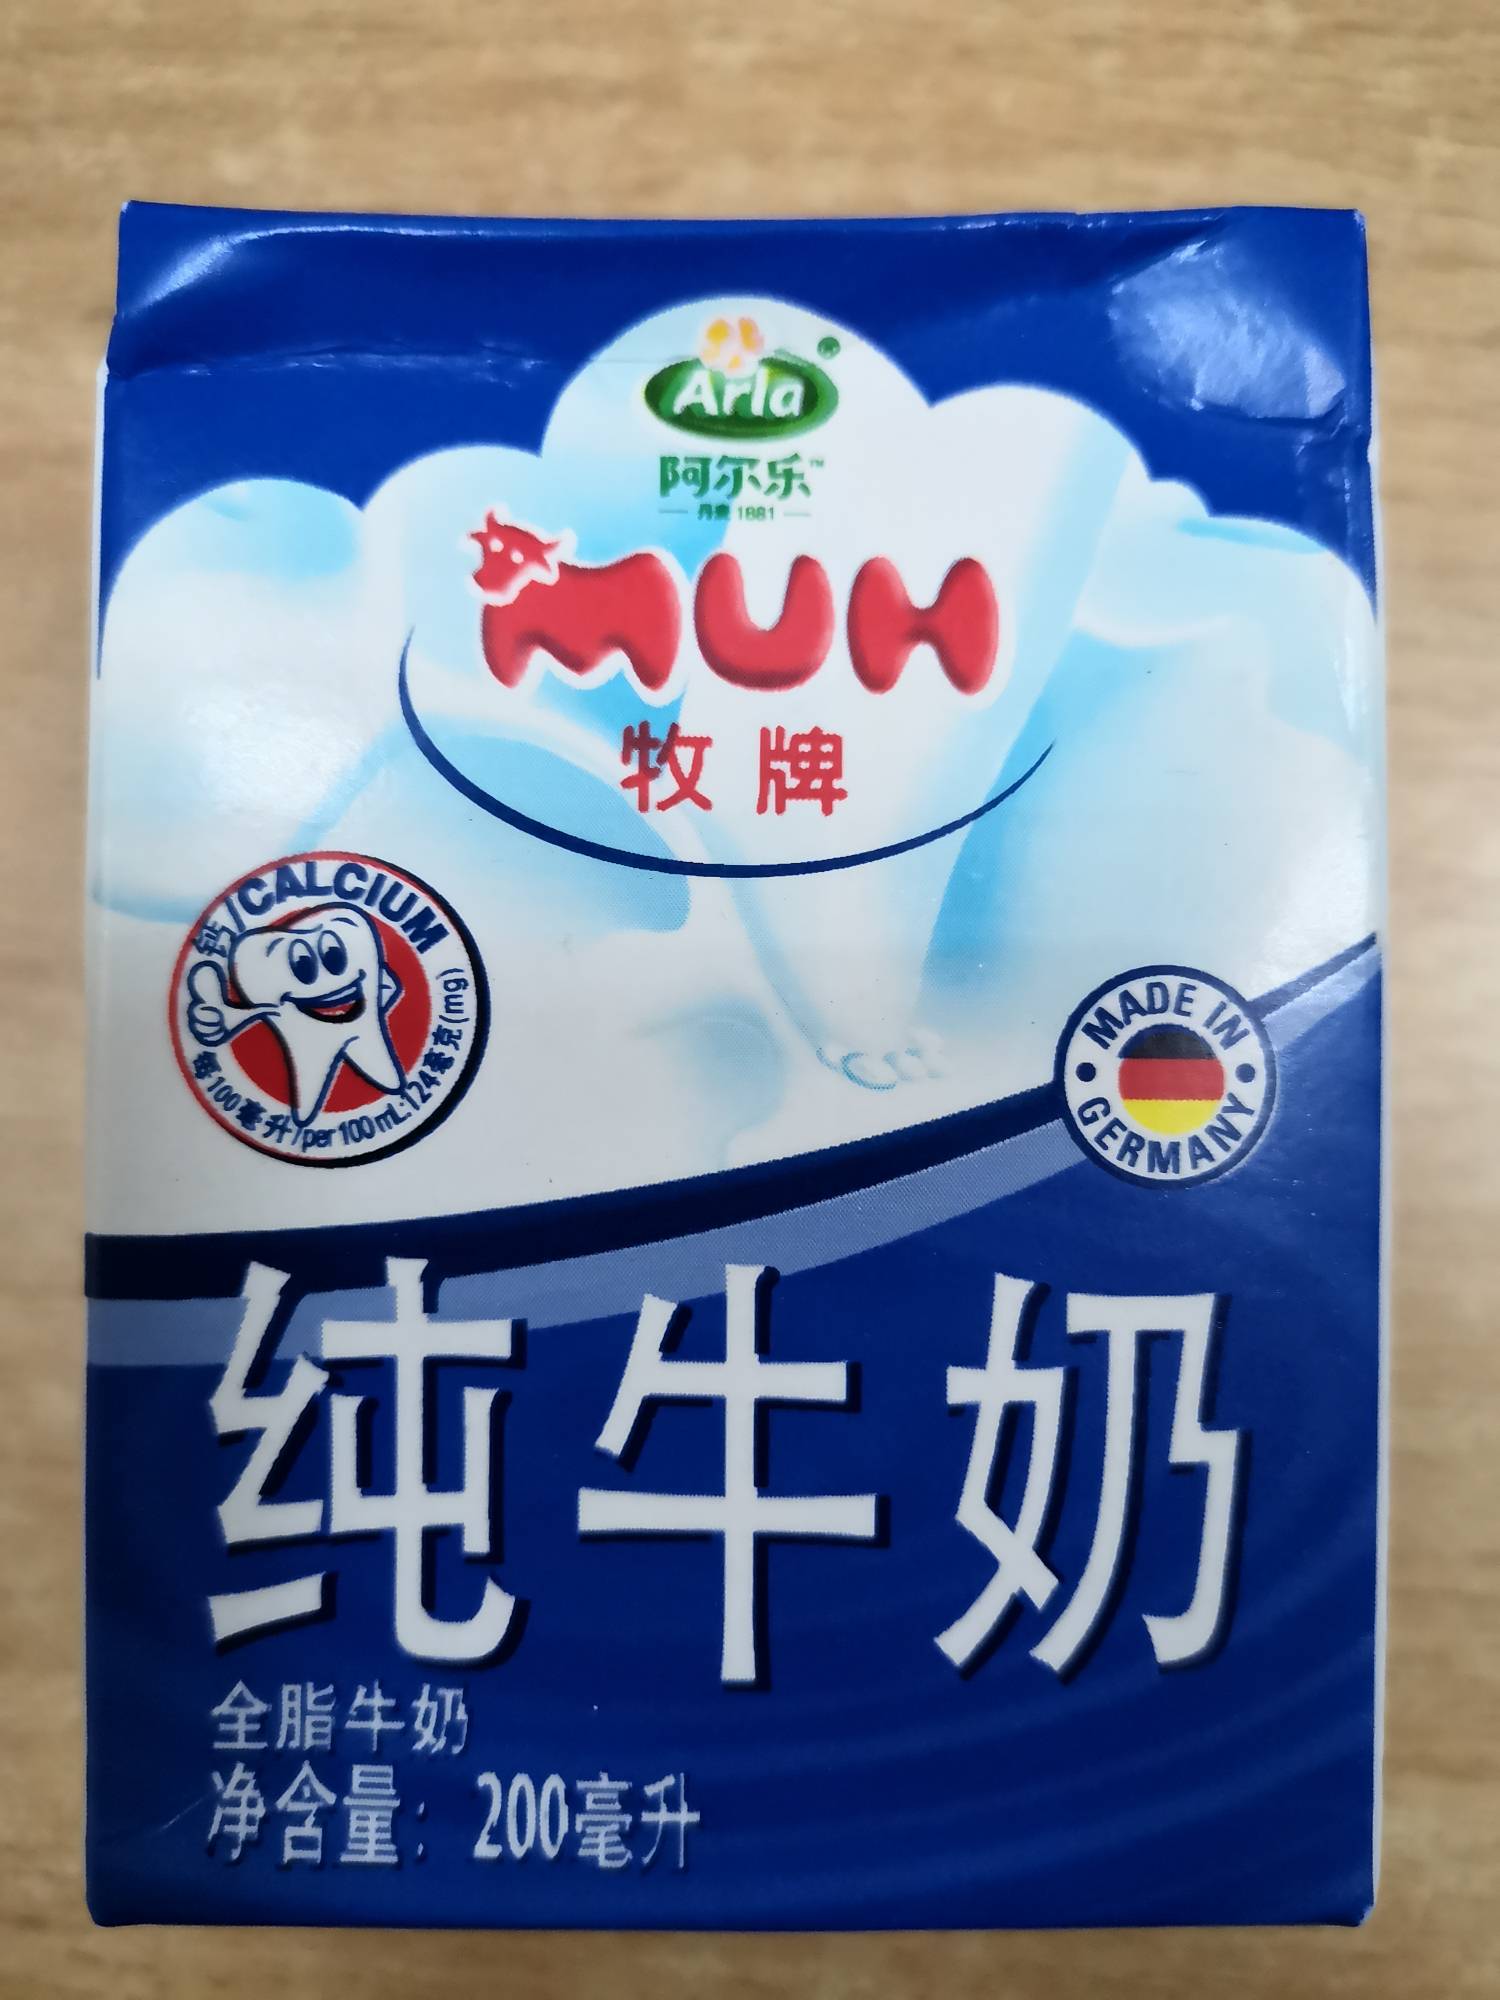 Arla®
阿尔乐™
丹麦 1881
MUH
牧牌
钙/CALCIUM
每100毫升/per 100mL:124毫克(mg)
MADE IN
GERMANY
纯牛奶
全脂牛奶
净含量：200毫升